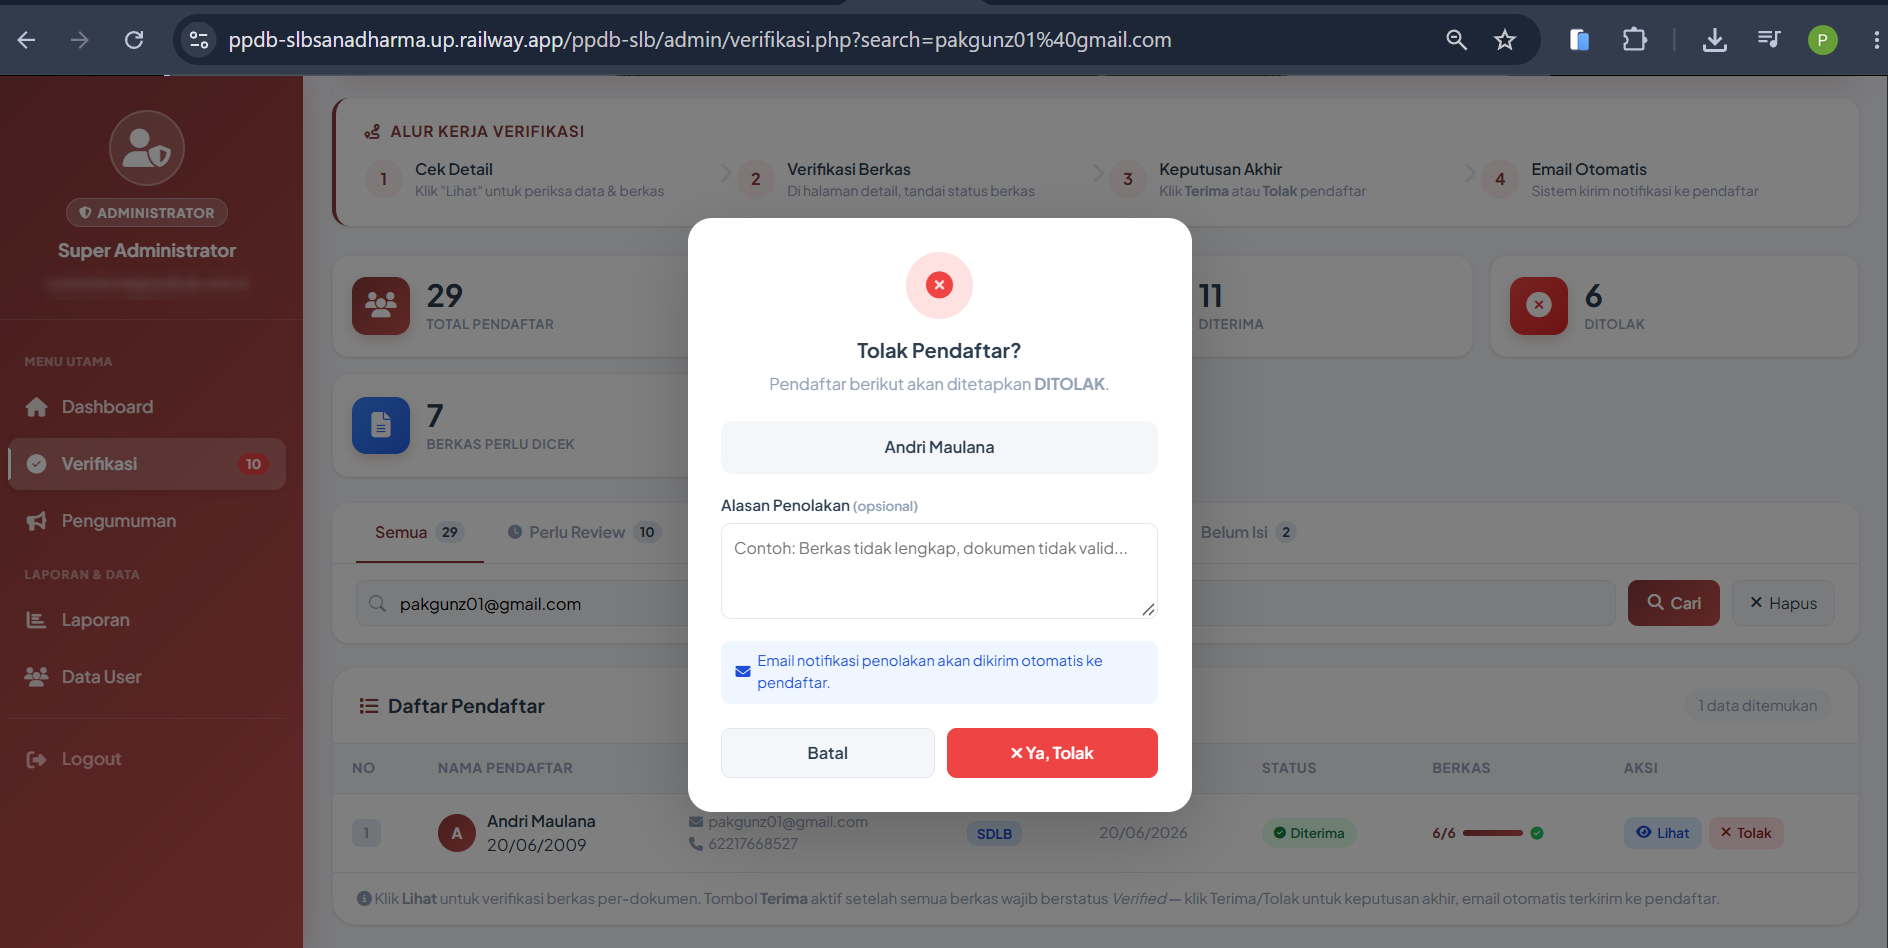 ppdb-slbsanadharma.up.railway.app/ppdb-slb/admin/verifikasi.php?search=pakgunz01%40gmail.com
P
ADMINISTRATOR
Super Administrator
MENU UTAMA
Dashboard
Verifikasi 10
Pengumuman
LAPORAN & DATA
Laporan
Data User
Logout
ALUR KERJA VERIFIKASI
1 Cek Detail
Klik "Lihat" untuk periksa data & berkas
2 Verifikasi Berkas
Di halaman detail, tandai status berkas
3 Keputusan Akhir
Klik Terima atau Tolak pendaftar
4 Email Otomatis
Sistem kirim notifikasi ke pendaftar
29
TOTAL PENDAFTAR
11
DITERIMA
6
DITOLAK
7
BERKAS PERLU DICEK
Semua 29 Perlu Review 10 Belum Isi 2
pakgunz01@gmail.com Cari Hapus
Daftar Pendaftar 1 data ditemukan
NO NAMA PENDAFTAR STATUS BERKAS AKSI
1 A Andri Maulana
20/06/2009
pakgunz01@gmail.com
62217668527
SDLB 20/06/2026 Diterima 6/6 Lihat Tolak
Klik Lihat untuk verifikasi berkas per-dokumen. Tombol Terima aktif setelah semua berkas wajib berstatus Verified — klik Terima/Tolak untuk keputusan akhir, email otomatis terkirim ke pendaftar.
Tolak Pendaftar?
Pendaftar berikut akan ditetapkan DITOLAK.
Andri Maulana
Alasan Penolakan (opsional)
Contoh: Berkas tidak lengkap, dokumen tidak valid...
Email notifikasi penolakan akan dikirim otomatis ke
pendaftar.
Batal Ya, Tolak